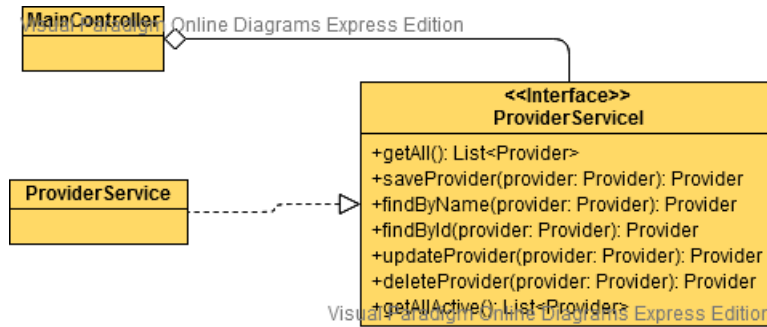 MainController
Visual Paradigm Online Diagrams Express Edition
<<Interface>>
ProviderServiceI
+getAll(): List<Provider>
+saveProvider(provider: Provider): Provider
ProviderService
+findByName(provider: Provider): Provider
+findById(provider: Provider): Provider
+updateProvider(provider: Provider): Provider
+deleteProvider(provider: Provider): Provider
+getAllActive(): List<Provider>
Visual Paradigm Online Diagrams Express Edition